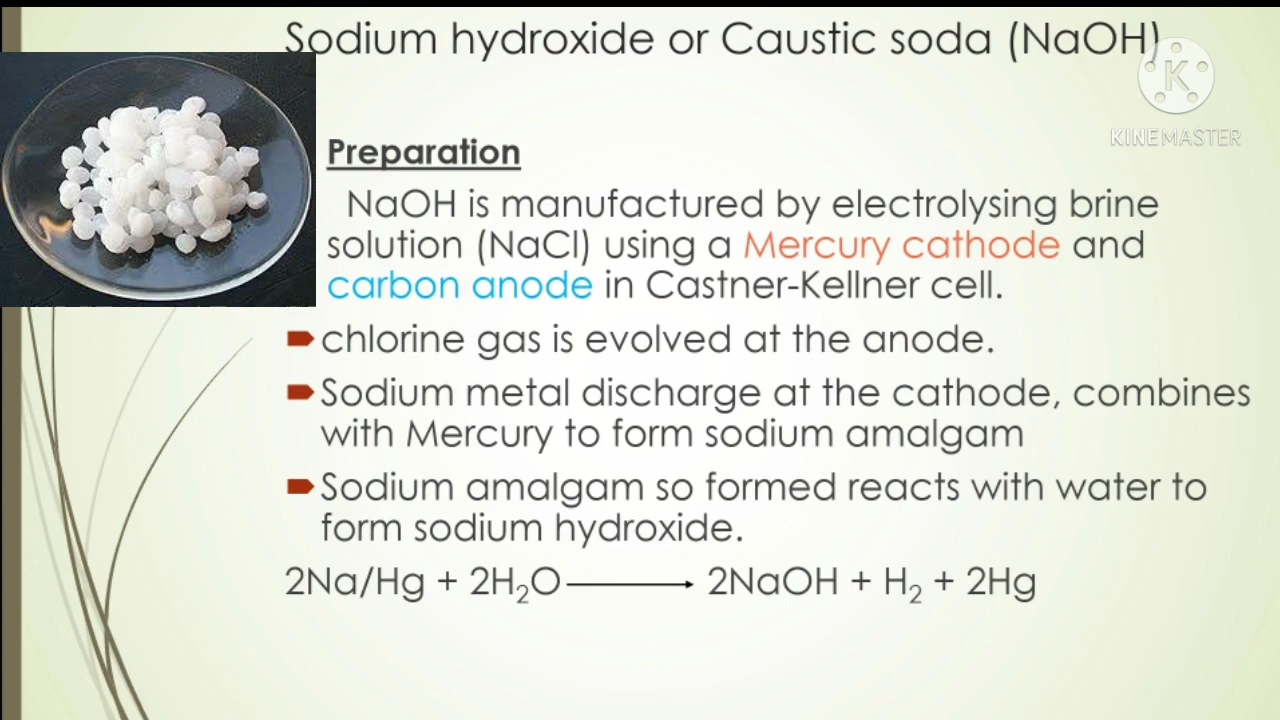 Sodium hydroxide or Caustic soda (NaOH)
K
KINEMASTER
Preparation
NaOH is manufactured by electrolysing brine
solution (NaCl) using a Mercury cathode and
carbon anode in Castner-Kellner cell.
chlorine gas is evolved at the anode.
Sodium metal discharge at the cathode, combines
with Mercury to form sodium amalgam
Sodium amalgam so formed reacts with water to
form sodium hydroxide.
2Na/Hg + 2H₂O ⟶ 2NaOH + H₂ + 2Hg